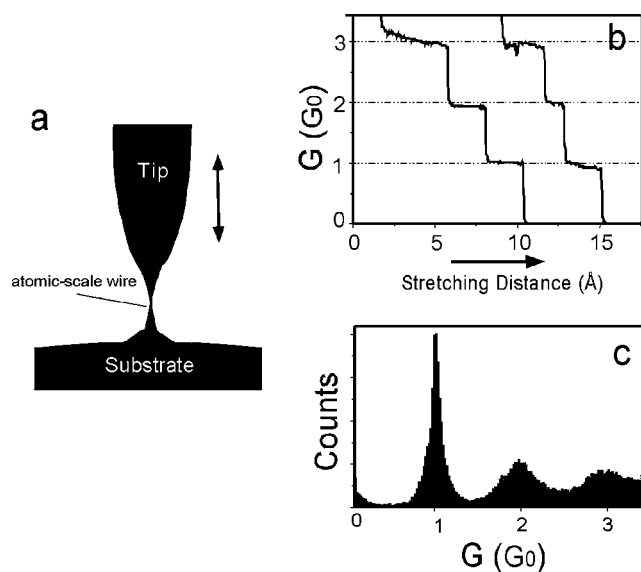 a
Tip
atomic-scale wire
Substrate
b
G (G0)
3
2
1
0
0 5 10 15
Stretching Distance (Å)
c
Counts
0 1 2 3
G (G0)